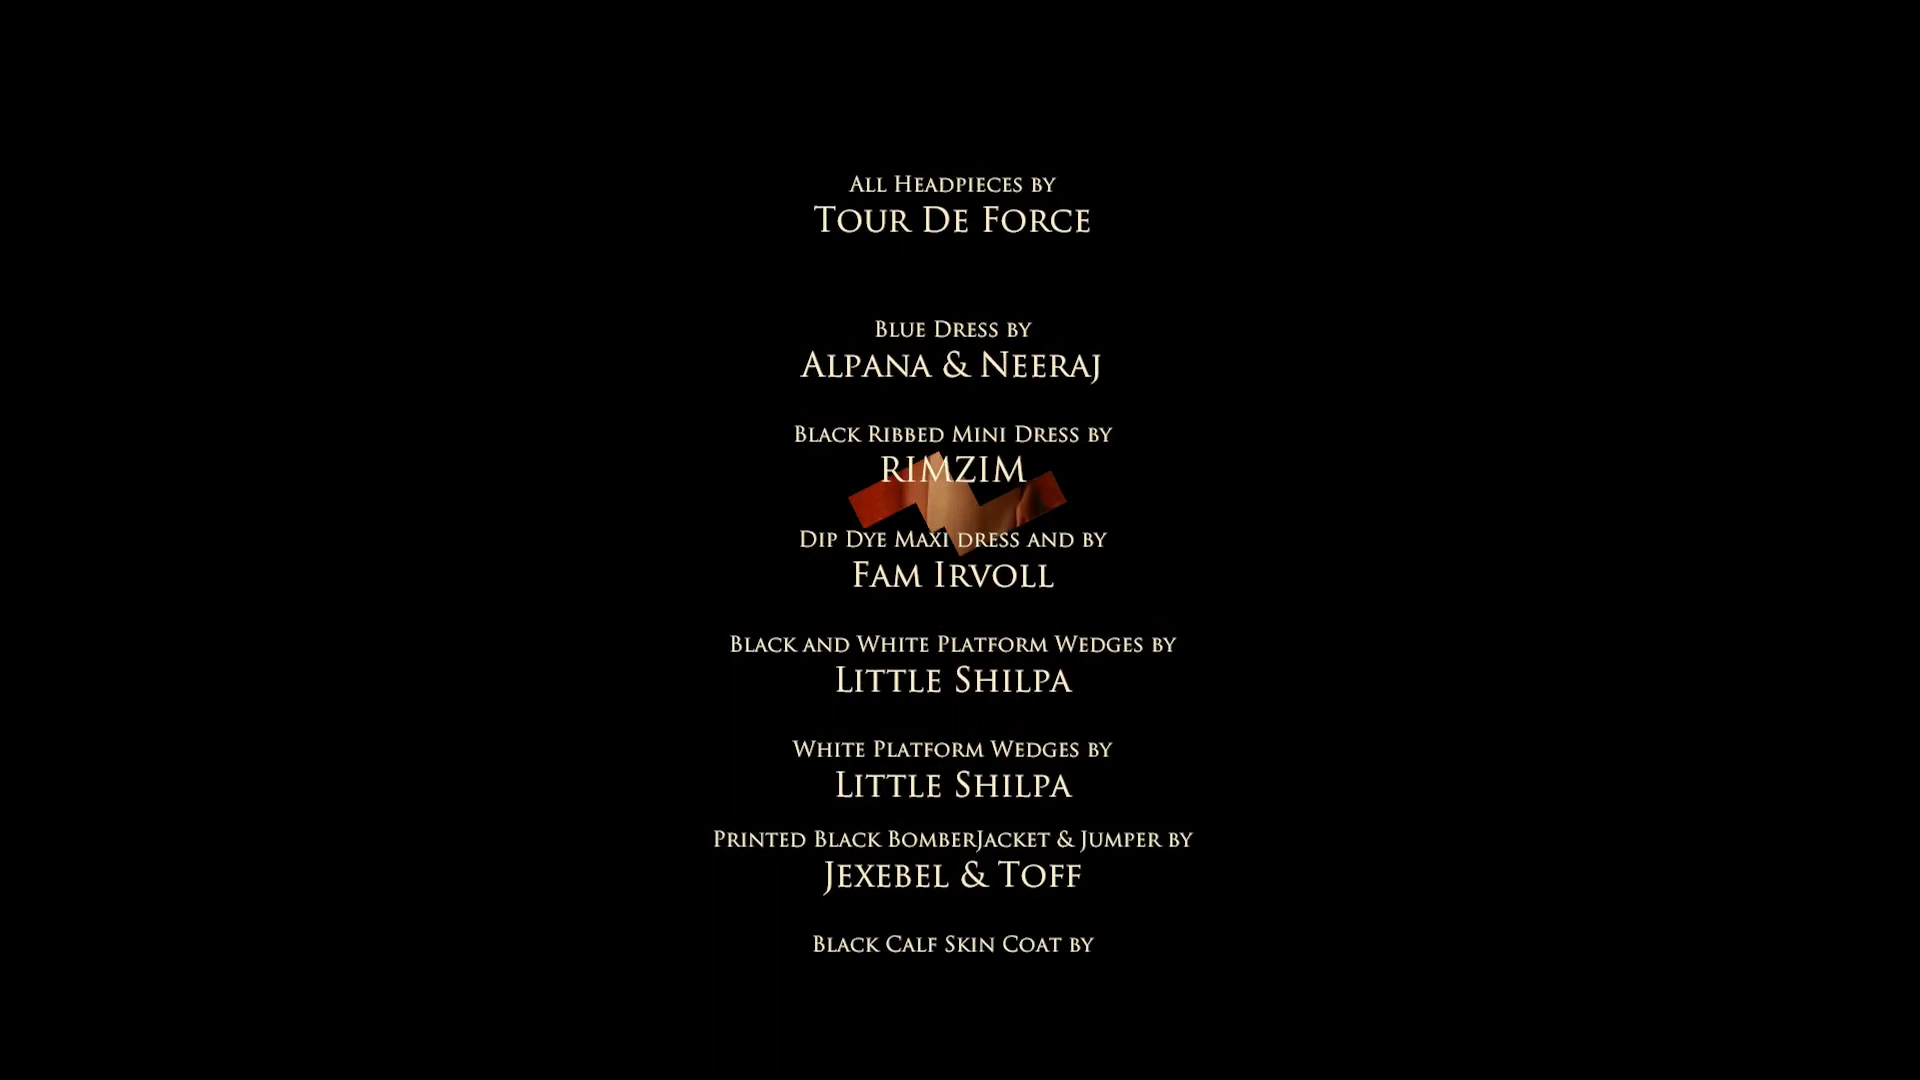 All Headpieces by
Tour De Force
Blue Dress by
Alpana & Neeraj
Black Ribbed Mini Dress by
RIMZIM
Dip Dye Maxi dress and by
Fam Irvoll
Black and White Platform Wedges by
Little Shilpa
White Platform Wedges by
Little Shilpa
Printed Black BomberJacket & Jumper by
Jexebel & Toff
Black Calf Skin Coat by